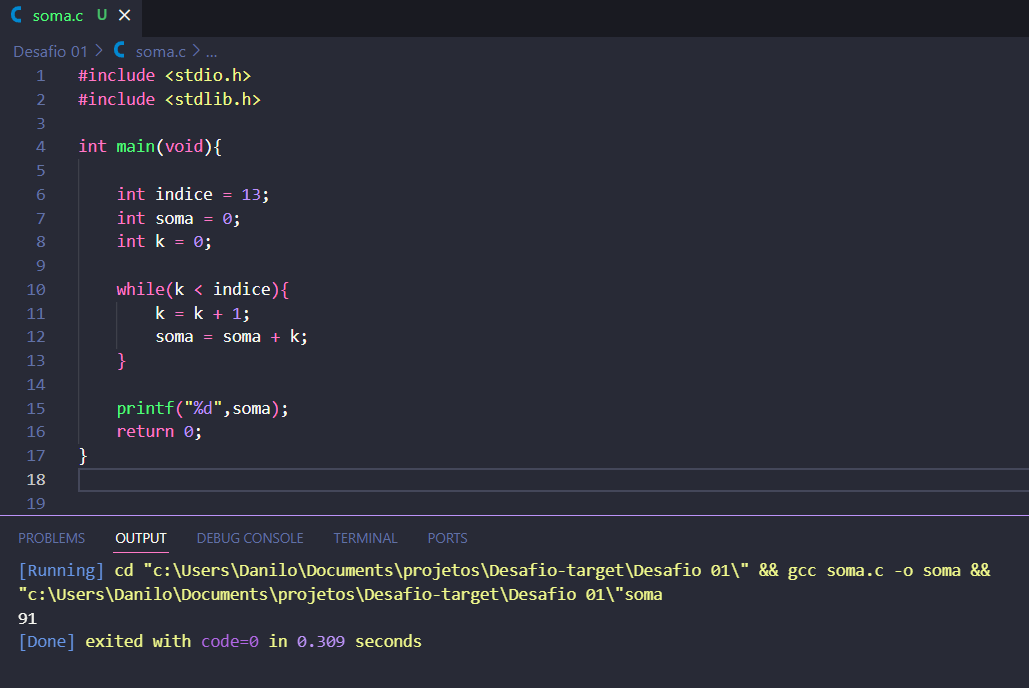 soma.c U
Desafio 01 > soma.c > ...
1 #include <stdio.h>
2 #include <stdlib.h>
3
4 int main(void){
5
6 int indice = 13;
7 int soma = 0;
8 int k = 0;
9
10 while(k < indice){
11 k = k + 1;
12 soma = soma + k;
13 }
14
15 printf("%d",soma);
16 return 0;
17 }
18
19
PROBLEMS OUTPUT DEBUG CONSOLE TERMINAL PORTS
[Running] cd "c:\Users\Danilo\Documents\projetos\Desafio-target\Desafio 01\" && gcc soma.c -o soma &&
"c:\Users\Danilo\Documents\projetos\Desafio-target\Desafio 01\"soma
91
[Done] exited with code=0 in 0.309 seconds